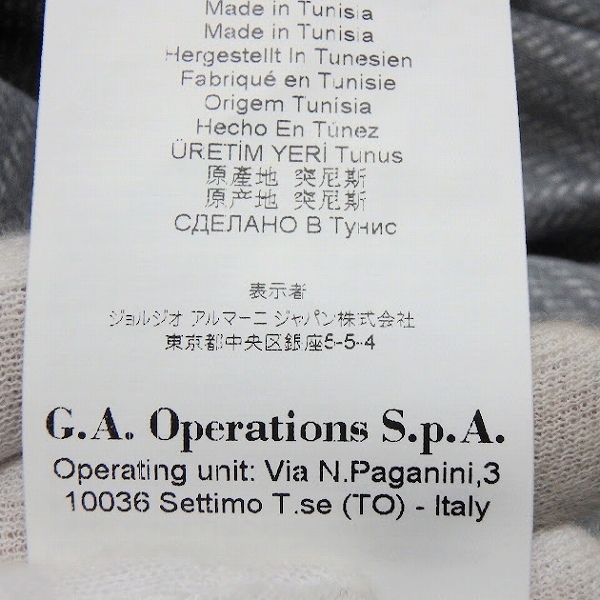 Made in Tunisia
Made in Tunisia
Hergestellt In Tunesien
Fabriqué en Tunisie
Origem Tunísia
Hecho En Túnez
ÜRETİM YERİ Tunus
原產地 突尼斯
原产地 突尼斯
СДЕЛАНО В Тунис
表示者
ジョルジオ アルマーニ ジャパン株式会社
東京都中央区銀座5-5-4
G.A. Operations S.p.A.
Operating unit: Via N.Paganini,3
10036 Settimo T.se (TO) - Italy